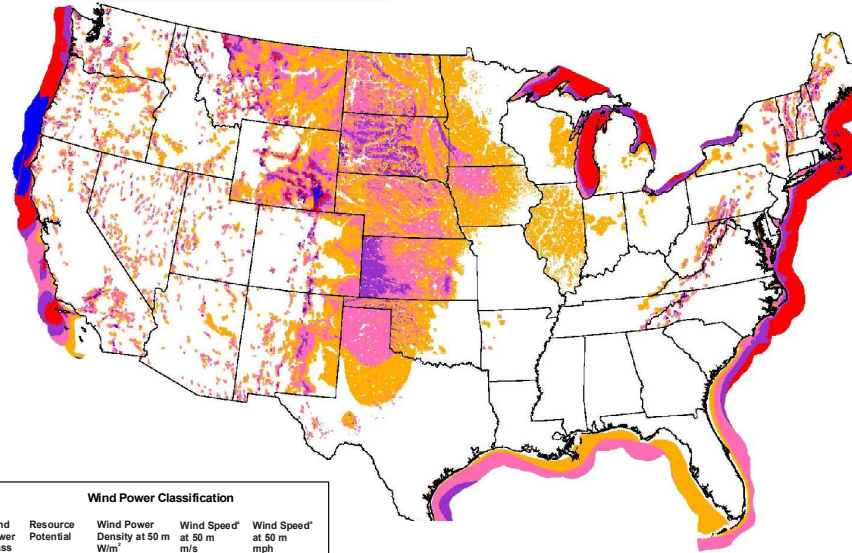 Wind Power Classification
Resource Wind Power Wind Speed* Wind Speed*
Potential Density at 50 m at 50 m at 50 m
W/m² m/s mph